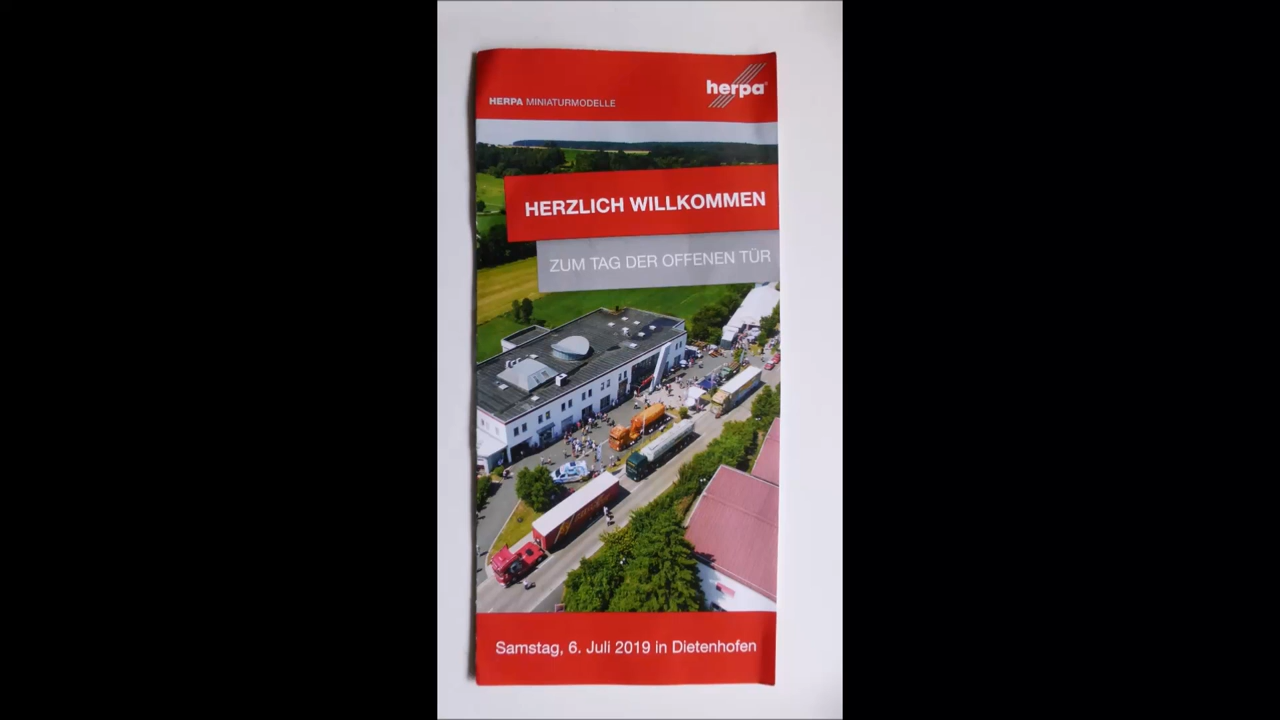 herpa
HERPA MINIATURMODELLE
HERZLICH WILLKOMMEN
ZUM TAG DER OFFENEN TÜR
Samstag, 6. Juli 2019 in Dietenhofen